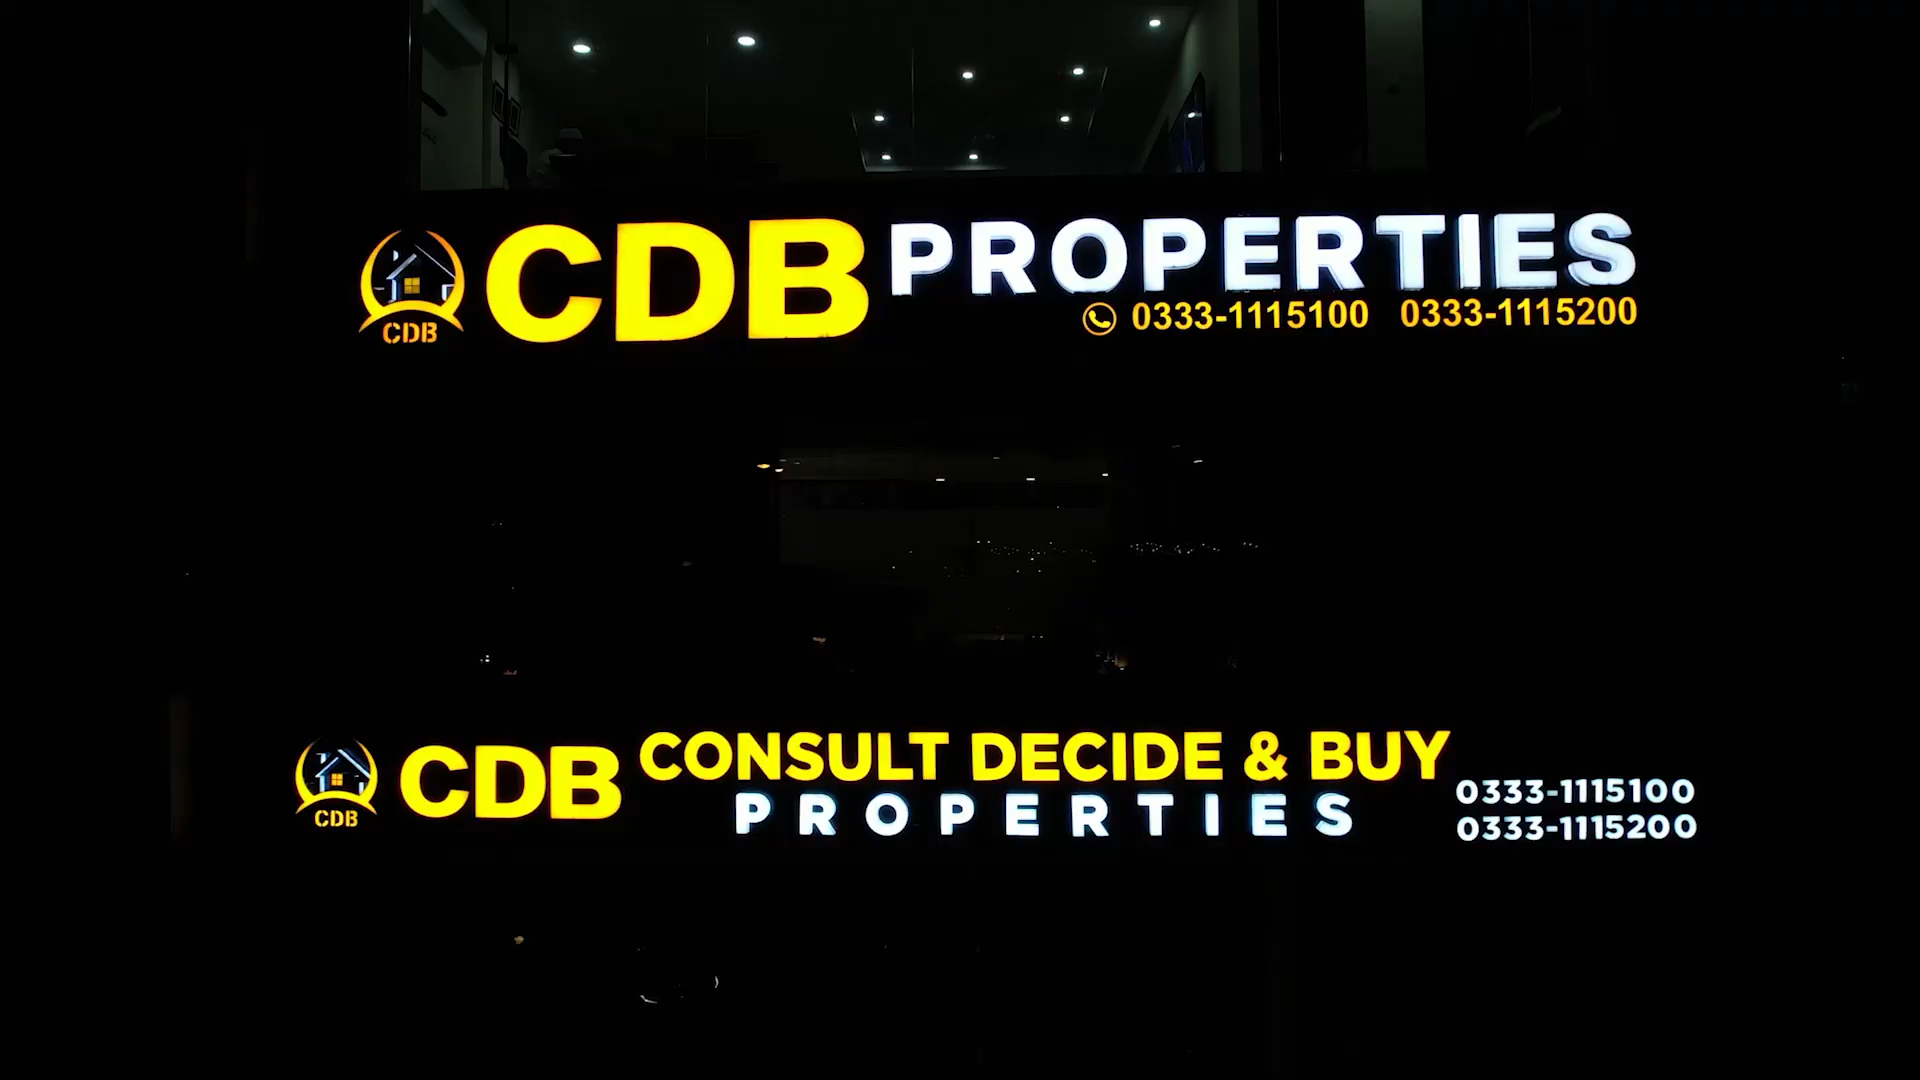 CDB PROPERTIES
CDB
0333-1115100 0333-1115200
CDB CONSULT DECIDE & BUY
PROPERTIES
CDB
0333-1115100
0333-1115200